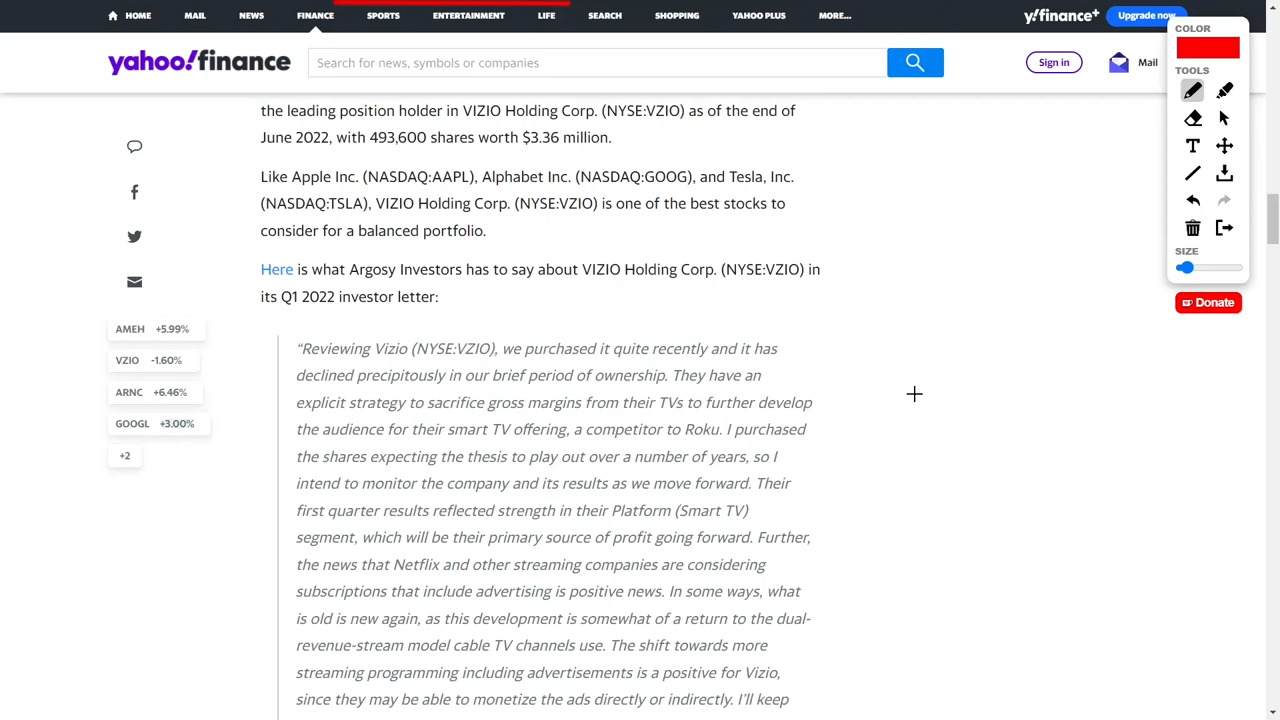 HOME MAIL NEWS FINANCE SPORTS ENTERTAINMENT LIFE SEARCH SHOPPING YAHOO PLUS MORE... y!finance+ Upgrade now
yahoo!finance Search for news, symbols or companies Sign in Mail
COLOR
TOOLS
T
SIZE
Donate
the leading position holder in VIZIO Holding Corp. (NYSE:VZIO) as of the end of
June 2022, with 493,600 shares worth $3.36 million.
Like Apple Inc. (NASDAQ:AAPL), Alphabet Inc. (NASDAQ:GOOG), and Tesla, Inc.
(NASDAQ:TSLA), VIZIO Holding Corp. (NYSE:VZIO) is one of the best stocks to
consider for a balanced portfolio.
Here is what Argosy Investors has to say about VIZIO Holding Corp. (NYSE:VZIO) in
its Q1 2022 investor letter:
AMEH +5.99%
VZIO -1.60%
ARNC +6.46%
GOOGL +3.00%
+2
“Reviewing Vizio (NYSE:VZIO), we purchased it quite recently and it has
declined precipitously in our brief period of ownership. They have an
explicit strategy to sacrifice gross margins from their TVs to further develop
the audience for their smart TV offering, a competitor to Roku. I purchased
the shares expecting the thesis to play out over a number of years, so I
intend to monitor the company and its results as we move forward. Their
first quarter results reflected strength in their Platform (Smart TV)
segment, which will be their primary source of profit going forward. Further,
the news that Netflix and other streaming companies are considering
subscriptions that include advertising is positive news. In some ways, what
is old is new again, as this development is somewhat of a return to the dual-
revenue-stream model cable TV channels use. The shift towards more
streaming programming including advertisements is a positive for Vizio,
since they may be able to monetize the ads directly or indirectly. I’ll keep